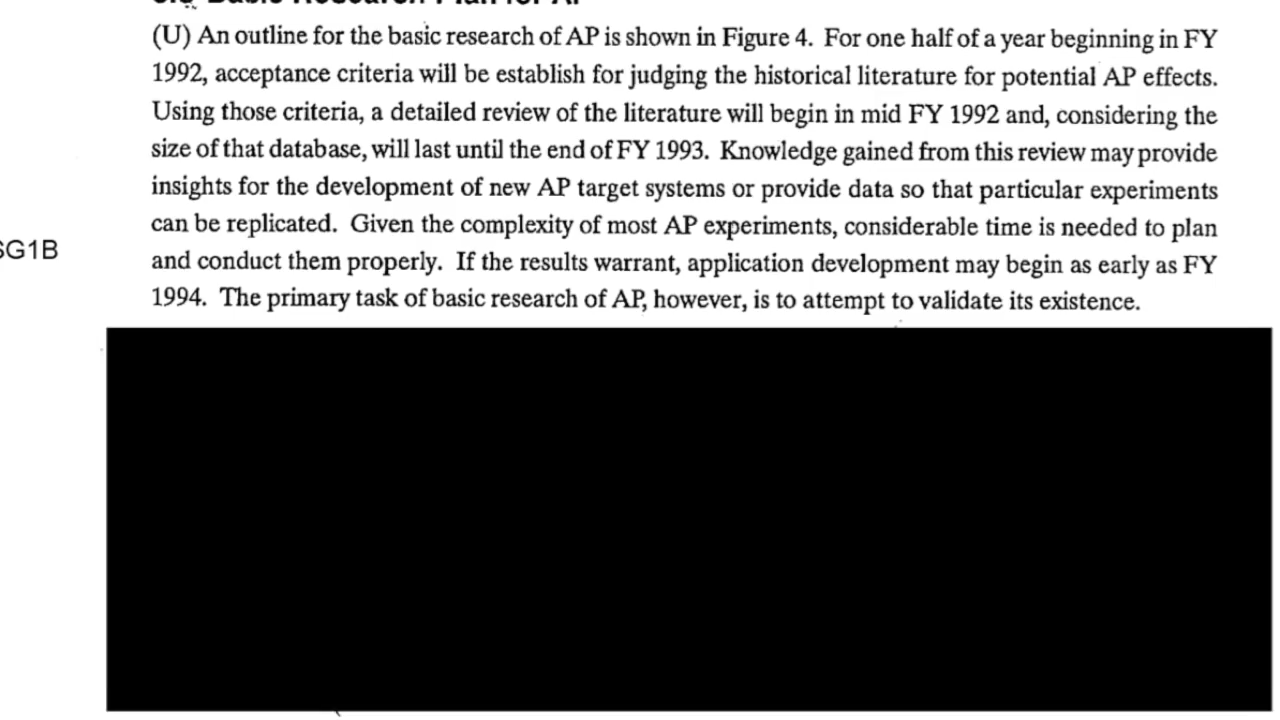 (U) An outline for the basic research of AP is shown in Figure 4. For one half of a year beginning in FY
1992, acceptance criteria will be establish for judging the historical literature for potential AP effects.
Using those criteria, a detailed review of the literature will begin in mid FY 1992 and, considering the
size of that database, will last until the end of FY 1993. Knowledge gained from this review may provide
insights for the development of new AP target systems or provide data so that particular experiments
can be replicated. Given the complexity of most AP experiments, considerable time is needed to plan
SG1B
and conduct them properly. If the results warrant, application development may begin as early as FY
1994. The primary task of basic research of AP, however, is to attempt to validate its existence.